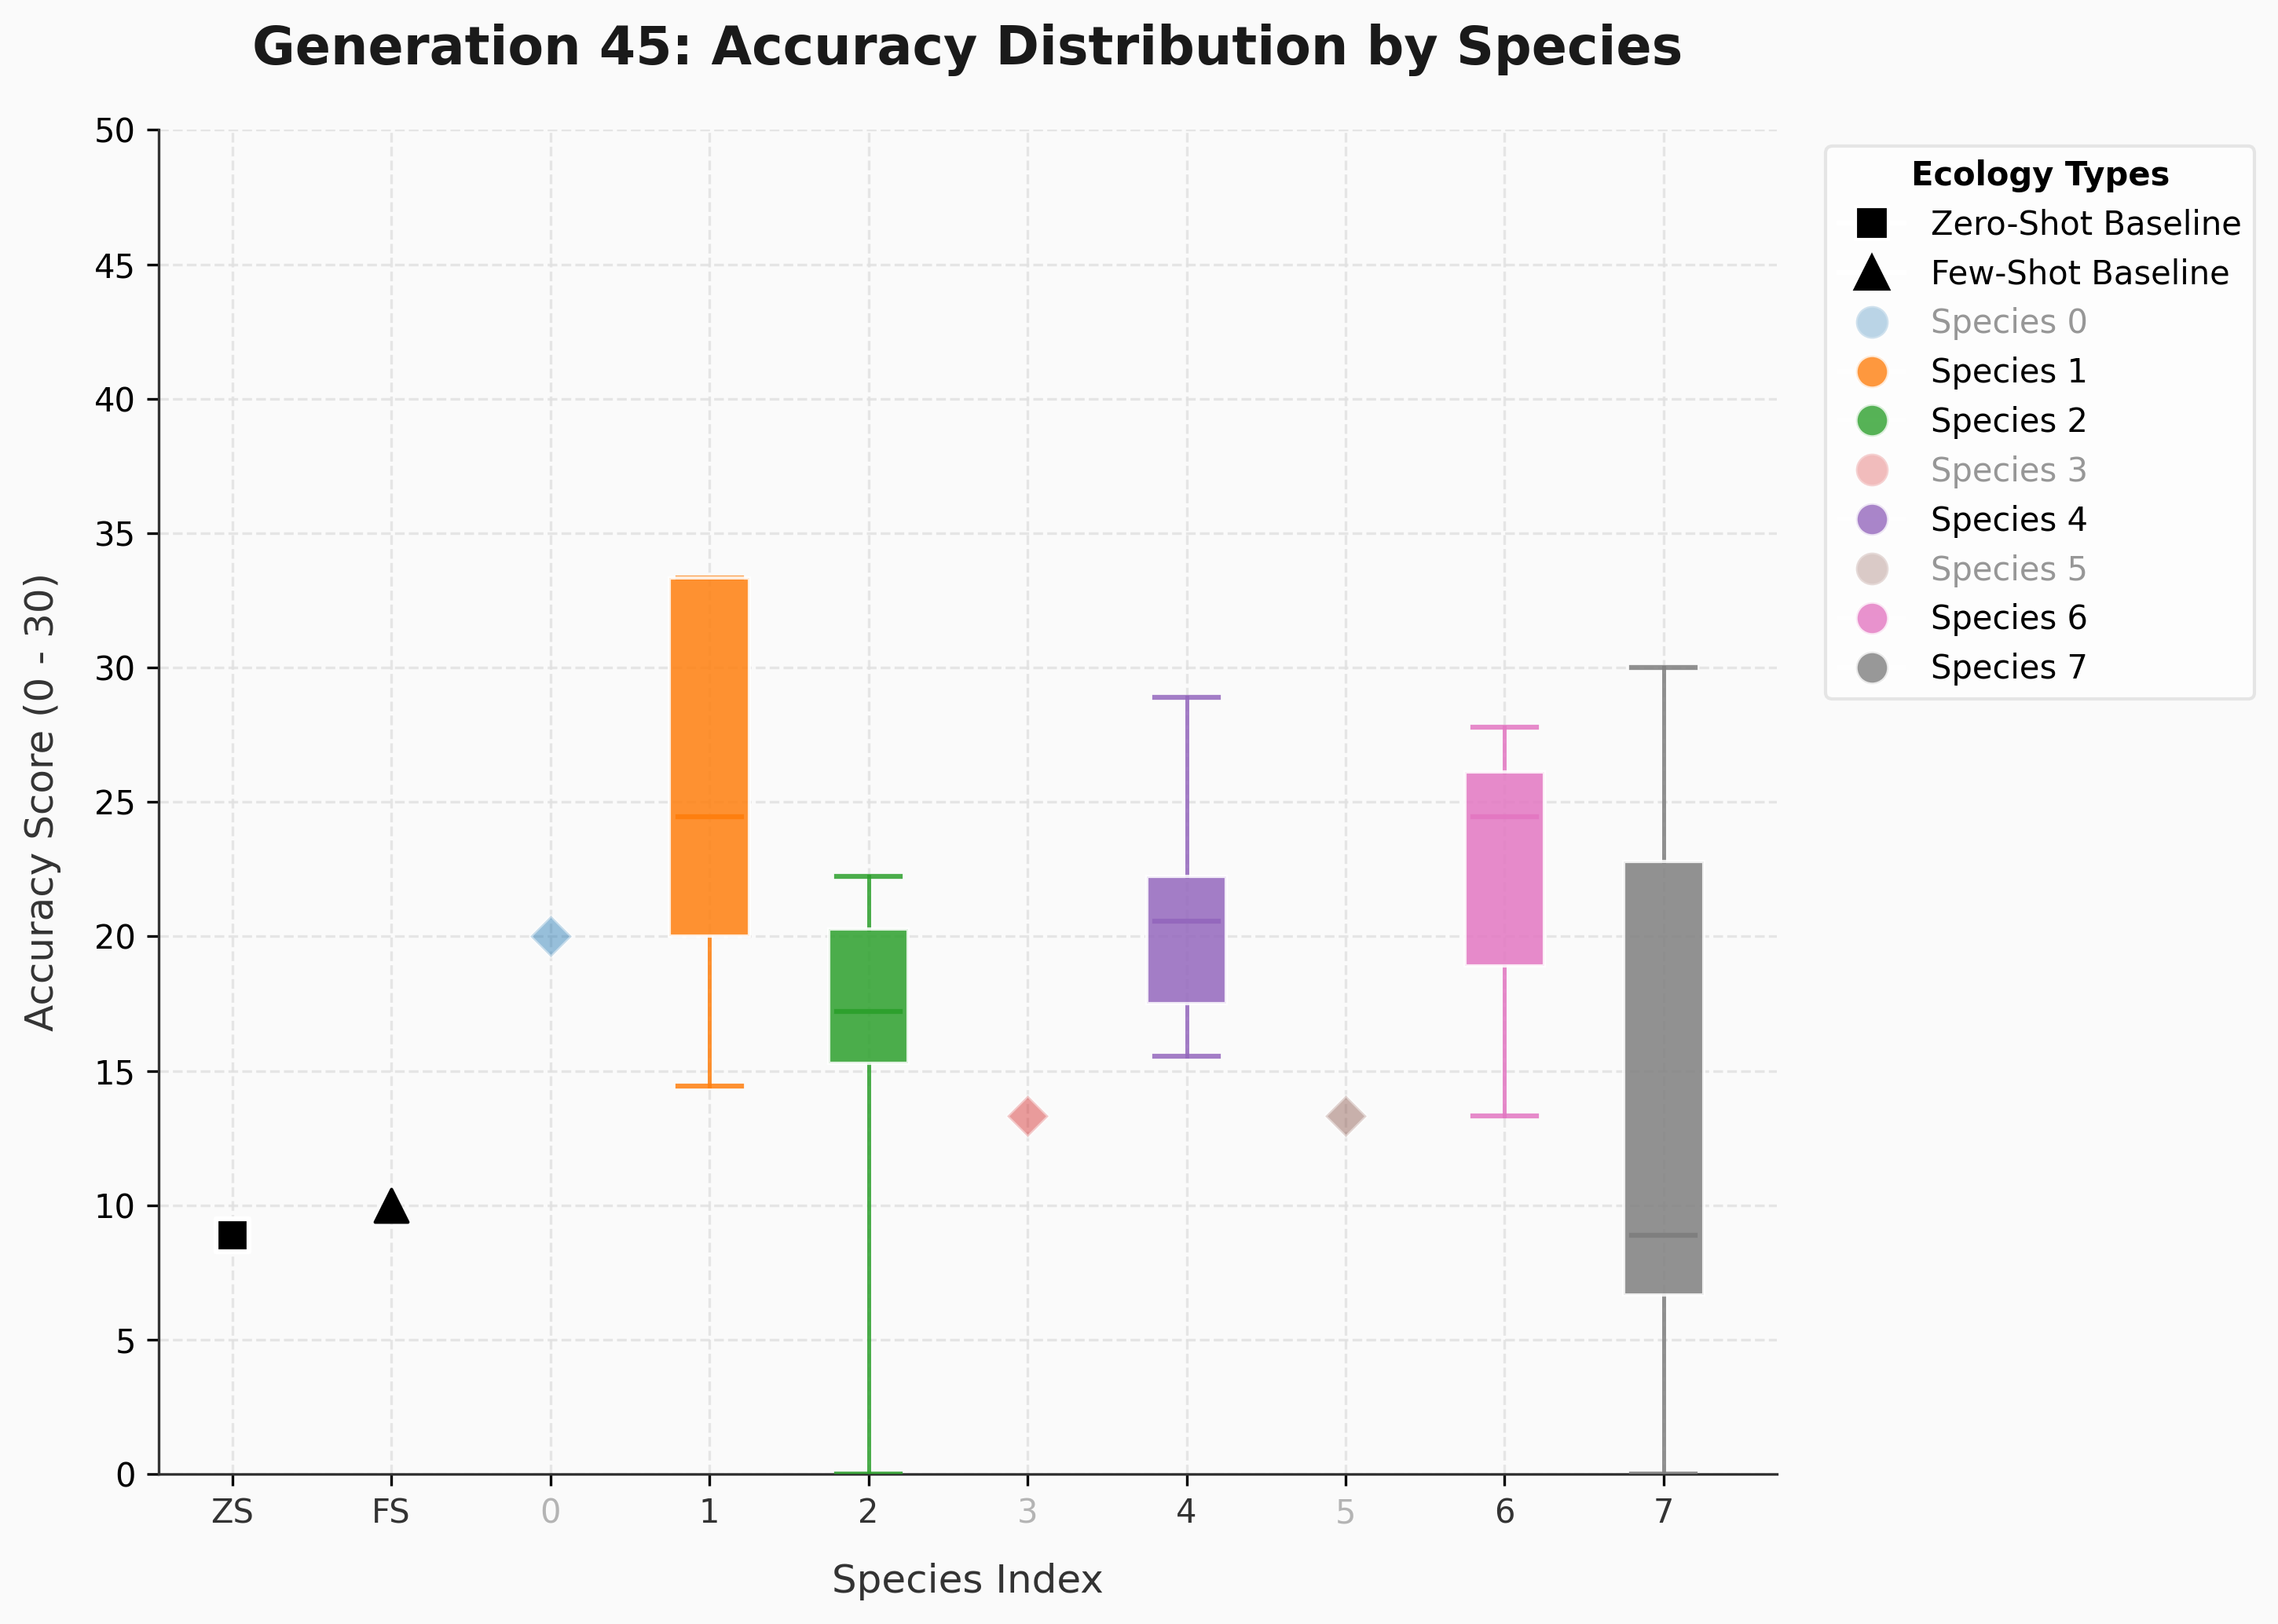 Generation 45: Accuracy Distribution by Species
50
45
40
35
30
25
20
15
10
5
0
Accuracy Score (0 - 30)
ZS FS 0 1 2 3 4 5 6 7
Species Index
Ecology Types
Zero-Shot Baseline
Few-Shot Baseline
Species 0
Species 1
Species 2
Species 3
Species 4
Species 5
Species 6
Species 7